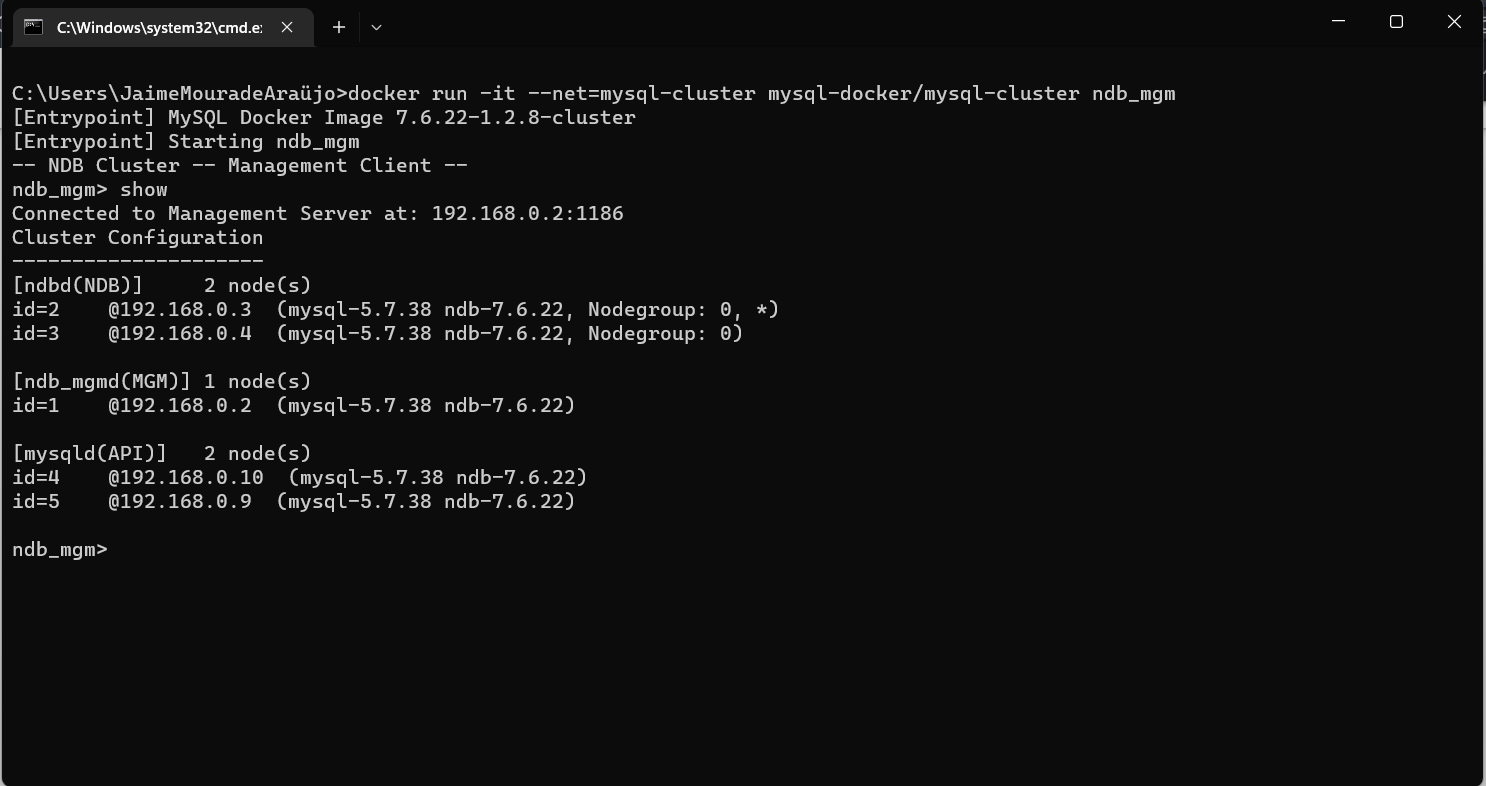 C:\Windows\system32\cmd.e
C:\Users\JaimeMouradeAraüjo>docker run -it --net=mysql-cluster mysql-docker/mysql-cluster ndb_mgm
[Entrypoint] MySQL Docker Image 7.6.22-1.2.8-cluster
[Entrypoint] Starting ndb_mgm
-- NDB Cluster -- Management Client --
ndb_mgm> show
Connected to Management Server at: 192.168.0.2:1186
Cluster Configuration
---------------------
[ndbd(NDB)]     2 node(s)
id=2    @192.168.0.3  (mysql-5.7.38 ndb-7.6.22, Nodegroup: 0, *)
id=3    @192.168.0.4  (mysql-5.7.38 ndb-7.6.22, Nodegroup: 0)
[ndb_mgmd(MGM)] 1 node(s)
id=1    @192.168.0.2  (mysql-5.7.38 ndb-7.6.22)
[mysqld(API)]   2 node(s)
id=4    @192.168.0.10  (mysql-5.7.38 ndb-7.6.22)
id=5    @192.168.0.9  (mysql-5.7.38 ndb-7.6.22)
ndb_mgm>